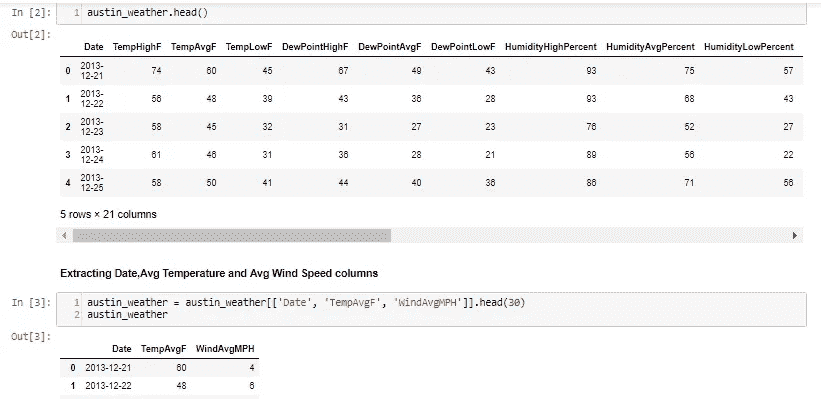 In [2]: 1 austin_weather.head()
Out[2]:
Date TempHighF TempAvgF TempLowF DewPointHighF DewPointAvgF DewPointLowF HumidityHighPercent HumidityAvgPercent HumidityLowPercent
0 2013-12-21 74 60 45 67 49 43 93 75 57
1 2013-12-22 56 48 39 43 36 28 93 68 43
2 2013-12-23 58 45 32 31 27 23 76 52 27
3 2013-12-24 61 46 31 36 28 21 89 56 22
4 2013-12-25 58 50 41 44 40 36 86 71 56
5 rows × 21 columns
Extracting Date,Avg Temperature and Avg Wind Speed columns
In [3]: 1 austin_weather = austin_weather[['Date', 'TempAvgF', 'WindAvgMPH']].head(30)
2 austin_weather
Out[3]:
Date TempAvgF WindAvgMPH
0 2013-12-21 60 4
1 2013-12-22 48 6